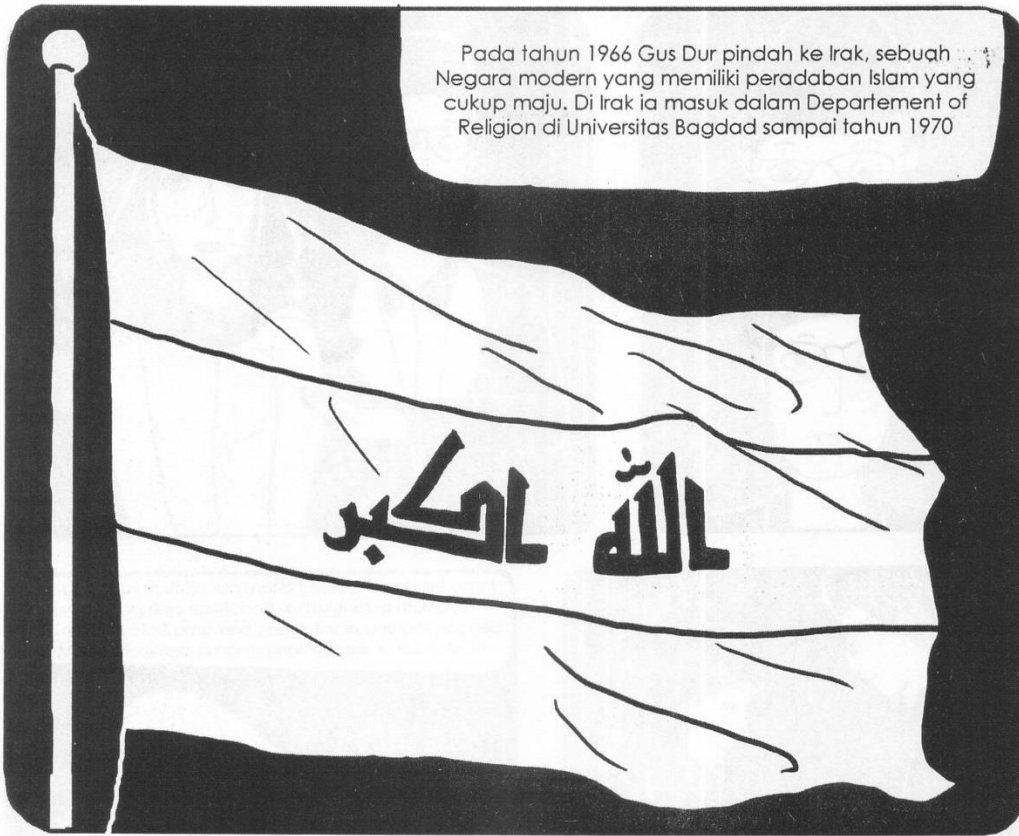 Pada tahun 1966 Gus Dur pindah ke Irak, sebuah
Negara modern yang memiliki peradaban Islam yang
cukup maju. Di Irak ia masuk dalam Departement of
Religion di Universitas Bagdad sampai tahun 1970
الله اكبر